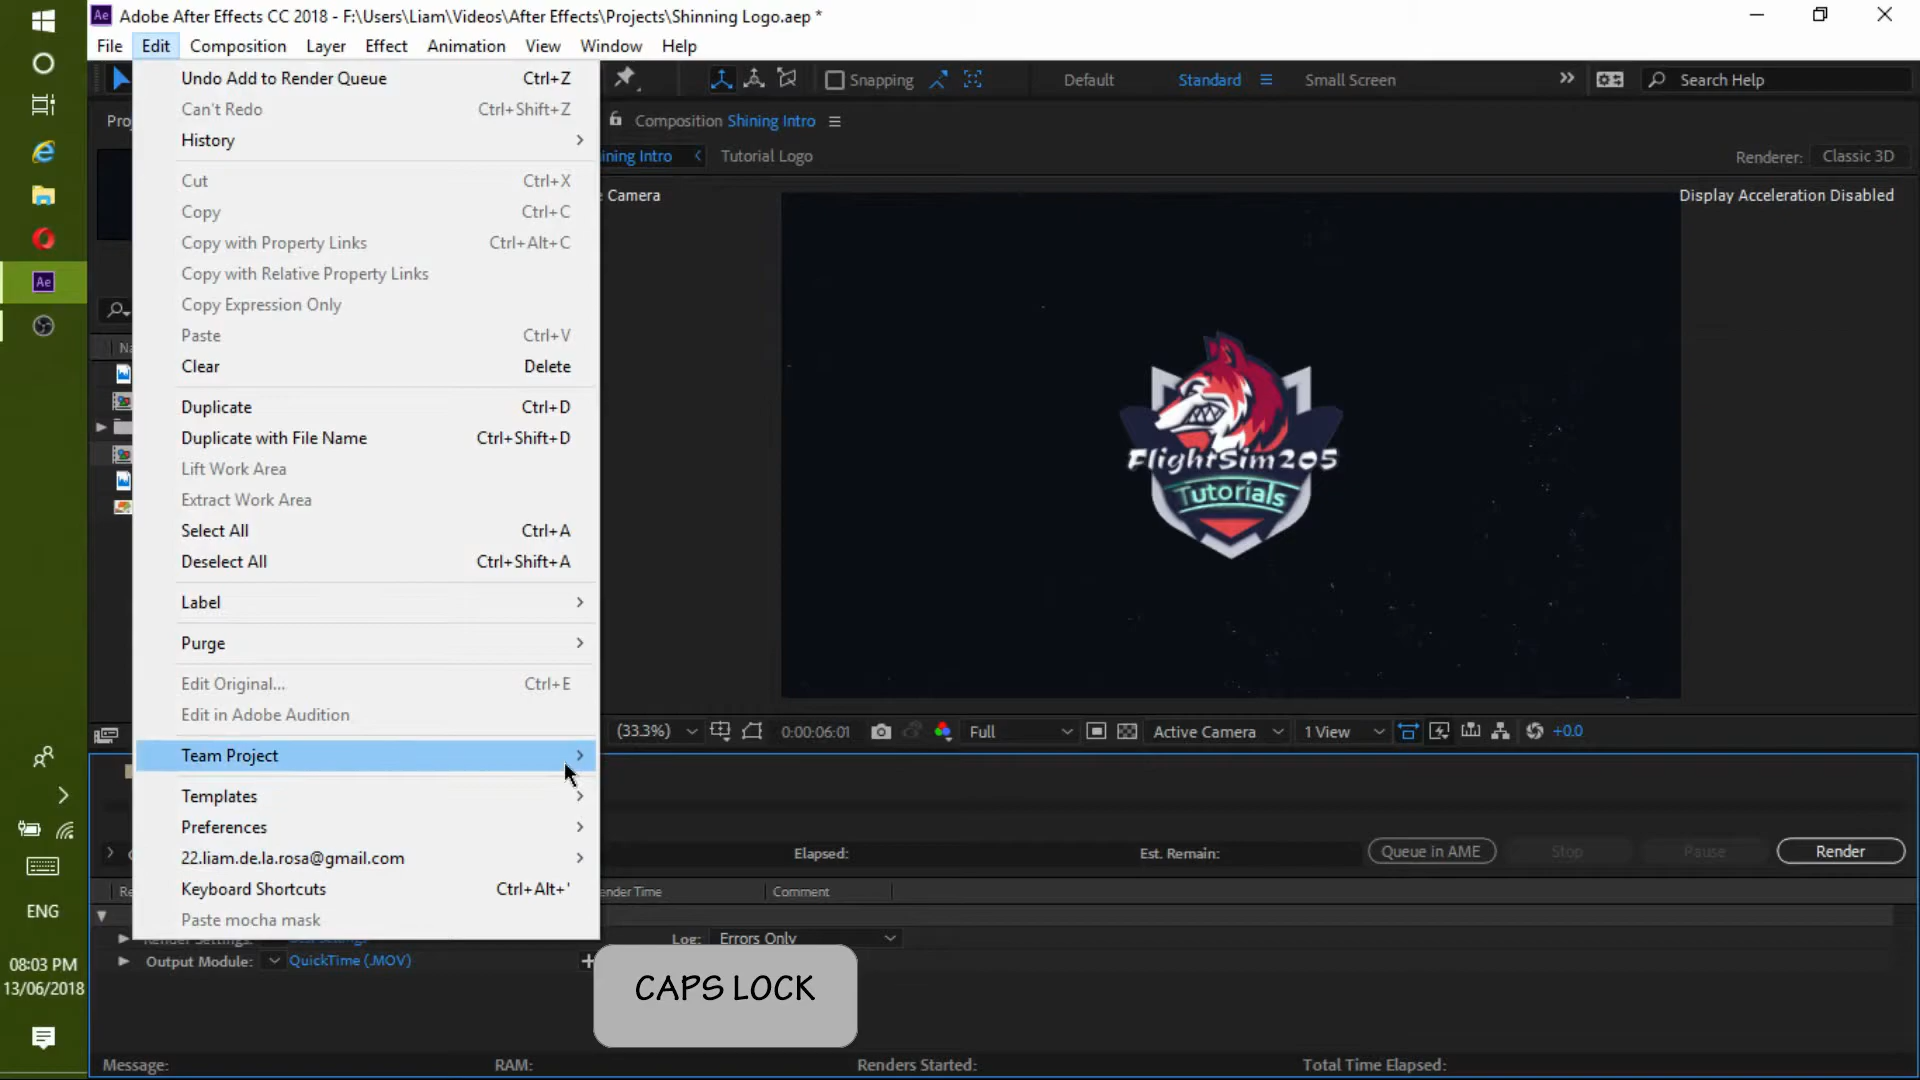 Adobe After Effects CC 2018 - F:\Users\Liam\Videos\After Effects\Projects\Shinning Logo.aep *
File Edit Composition Layer Effect Animation View Window Help
Snapping Default Standard Small Screen Search Help
Undo Add to Render Queue Ctrl+Z
Can't Redo Ctrl+Shift+Z
History
Cut Ctrl+X
Copy Ctrl+C
Copy with Property Links Ctrl+Alt+C
Copy with Relative Property Links
Copy Expression Only
Paste Ctrl+V
Clear Delete
Duplicate Ctrl+D
Duplicate with File Name Ctrl+Shift+D
Lift Work Area
Extract Work Area
Select All Ctrl+A
Deselect All Ctrl+Shift+A
Label
Purge
Edit Original... Ctrl+E
Edit in Adobe Audition
Team Project
Templates
Preferences
22.liam.de.la.rosa@gmail.com
Keyboard Shortcuts Ctrl+Alt+'
Paste mocha mask
Composition Shining Intro
ining Intro Tutorial Logo
Renderer: Classic 3D
Camera
Display Acceleration Disabled
FlightSim205
Tutorials
(33.3%) 0:00:06:01 Full Active Camera 1 View +0.0
Elapsed: Est. Remain: Queue in AME Stop Pause Render
Re nder Time Comment
Log: Errors Only
Output Module: QuickTime (.MOV)
CAPS LOCK
Message: RAM: Renders Started: Total Time Elapsed:
Ae
Ae
ENG
08:03 PM
13/06/2018